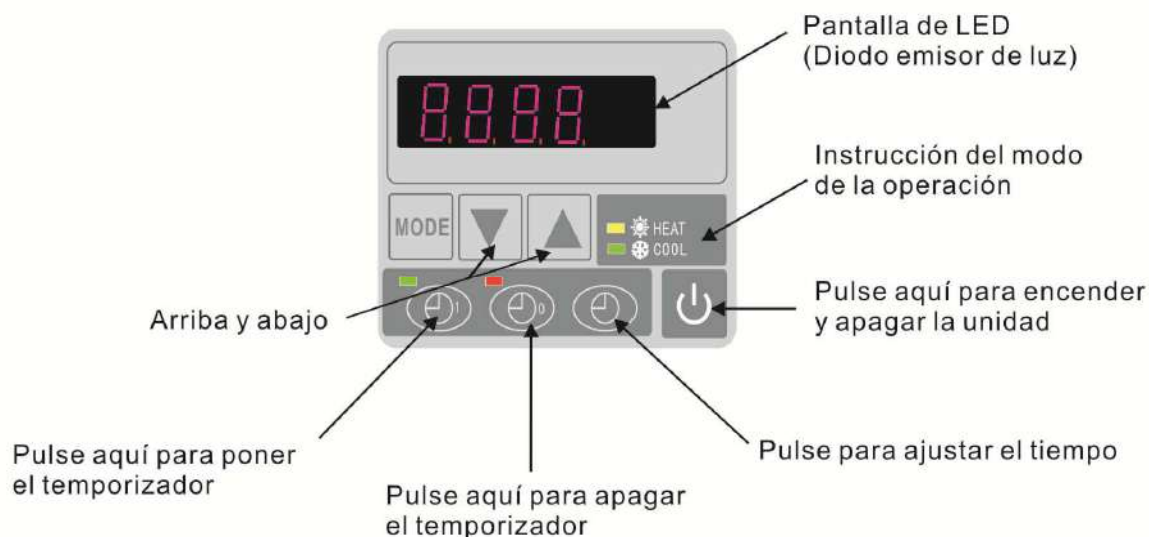 Pantalla de LED
(Diodo emisor de luz)
8.8.8.8.
Instrucción del modo
de la operación
MODE
HEAT
COOL
1
0
Arriba y abajo
Pulse aquí para encender
y apagar la unidad
Pulse aquí para poner
el temporizador
Pulse aquí para apagar
el temporizador
Pulse para ajustar el tiempo